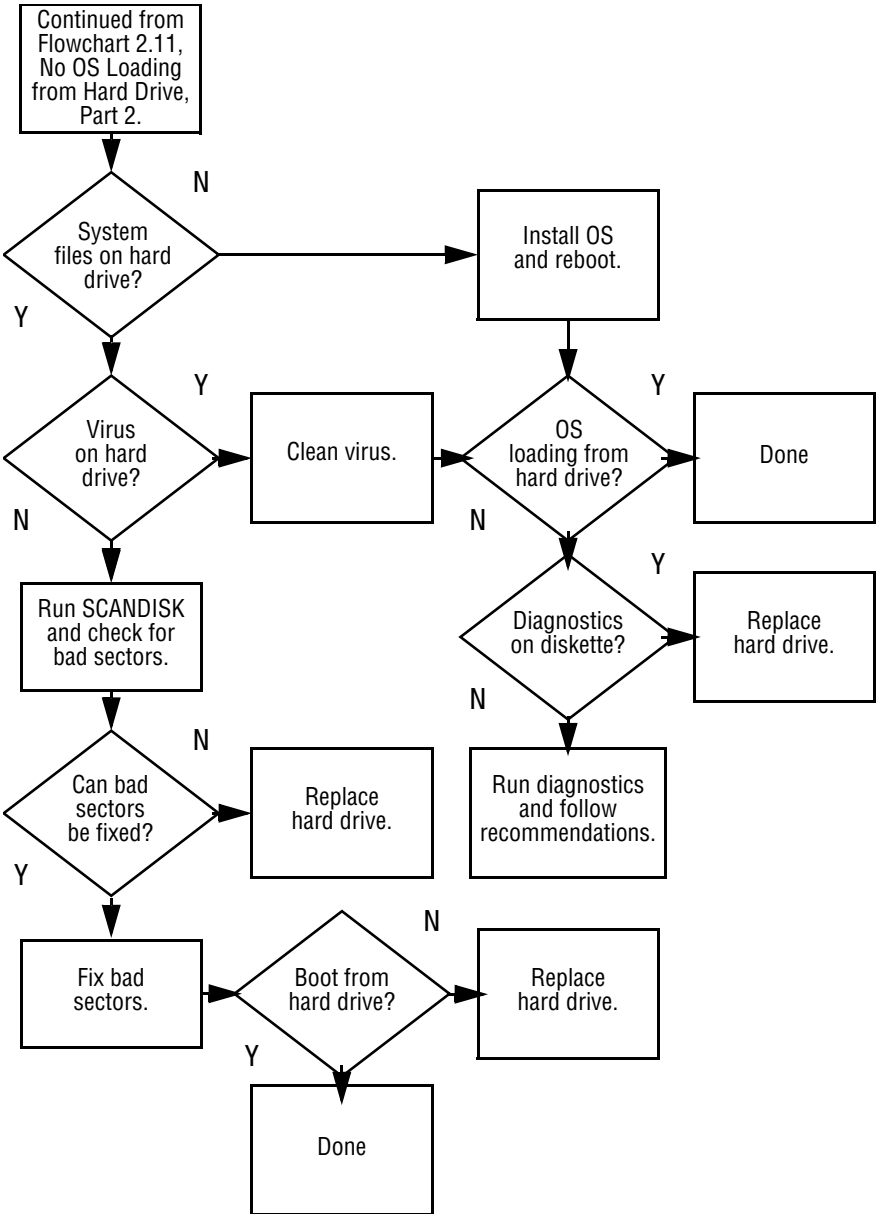 Continued from
Flowchart 2.11,
No OS Loading
from Hard Drive,
Part 2.
N
System
files on hard
drive?
Y
Install OS
and reboot.
Y
Virus
on hard
drive?
N
Clean virus.
OS
loading from
hard drive?
Y
N
Done
Run SCANDISK
and check for
bad sectors.
Diagnostics
on diskette?
Y
N
Replace
hard drive.
Can bad
sectors
be fixed?
N
Y
Replace
hard drive.
Run diagnostics
and follow
recommendations.
Fix bad
sectors.
Boot from
hard drive?
N
Y
Replace
hard drive.
Done